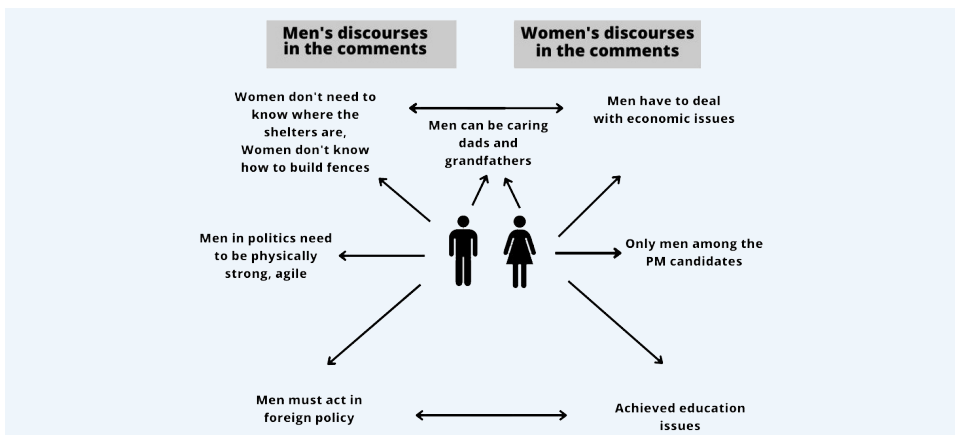 Men's discourses
in the comments
Women's discourses
in the comments
Women don't need to
know where the
shelters are,
Women don't know
how to build fences
Men can be caring
dads and
grandfathers
Men have to deal
with economic issues
Men in politics need
to be physically
strong, agile
Only men among the
PM candidates
Men must act in
foreign policy
Achieved education
issues